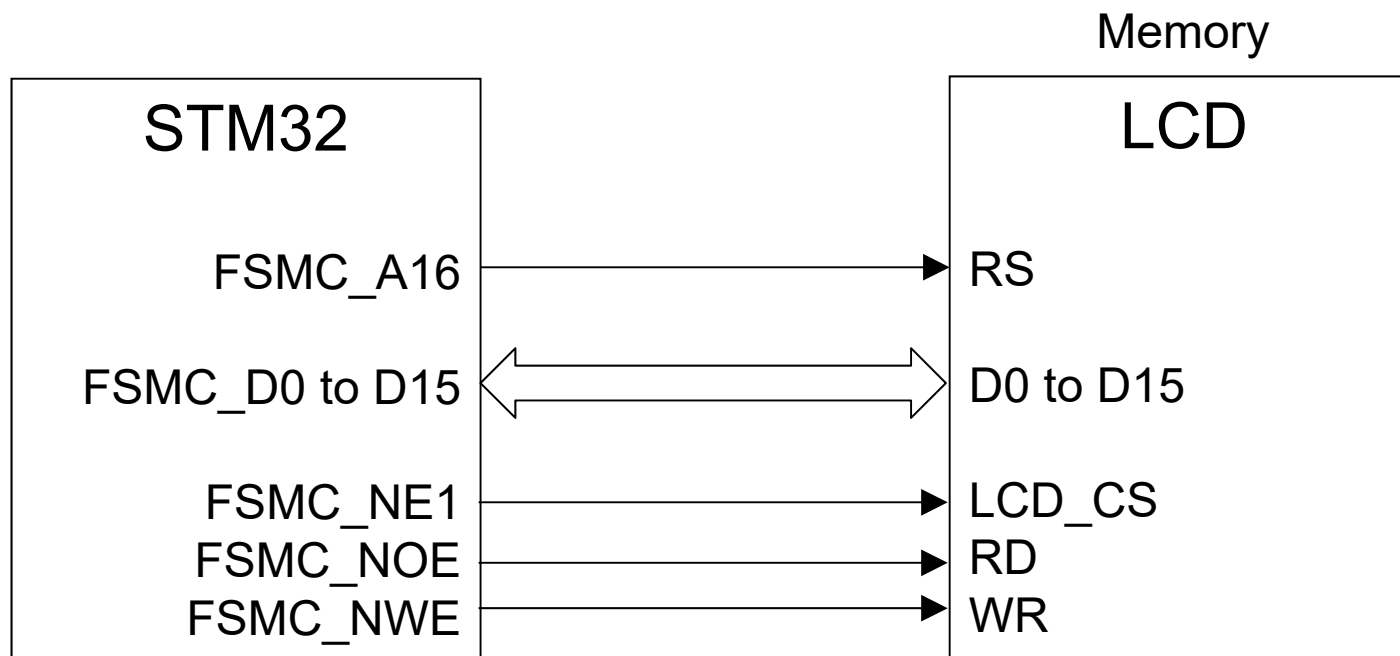 Memory
STM32
LCD
FSMC_A16
RS
FSMC_D0 to D15
D0 to D15
FSMC_NE1
LCD_CS
FSMC_NOE
RD
FSMC_NWE
WR